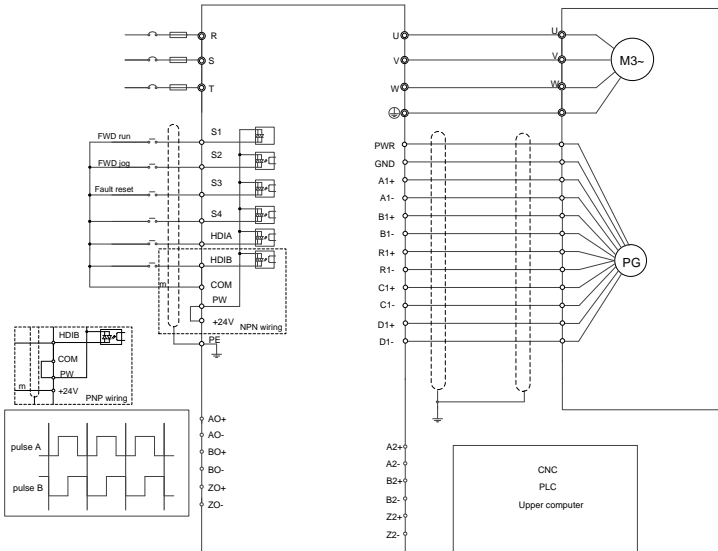 R
S
T
U
V
W
U
V
W
M3~
FWD run
FWD jog
Fault reset
S1
S2
S3
S4
HDIA
HDIB
COM
PW
+24V
NPN wiring
PE
m
PWR
GND
A1+
A1-
B1+
B1-
R1+
R1-
C1+
C1-
D1+
D1-
PG
HDIB
COM
PW
m
+24V
PNP wiring
pulse A
pulse B
AO+
AO-
BO+
BO-
ZO+
ZO-
A2+
A2-
B2+
B2-
Z2+
Z2-
CNC
PLC
Upper computer